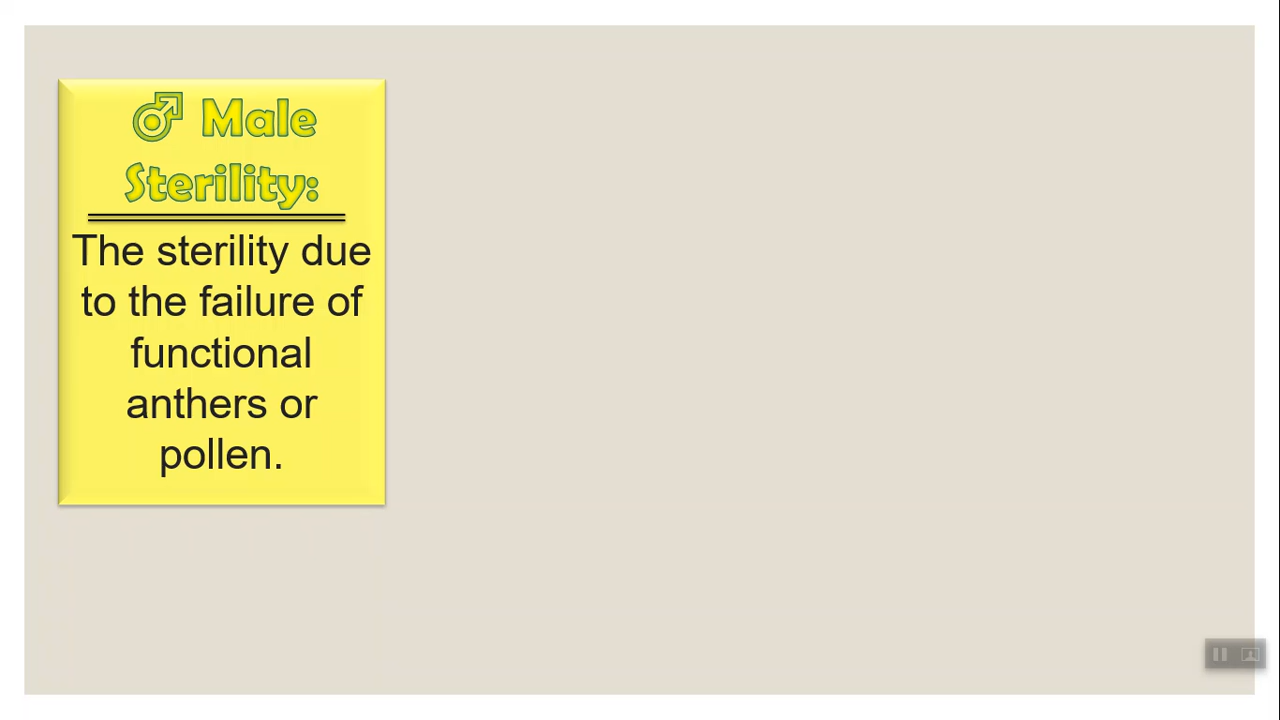 ♂ Male
Sterility:
The sterility due
to the failure of
functional
anthers or
pollen.